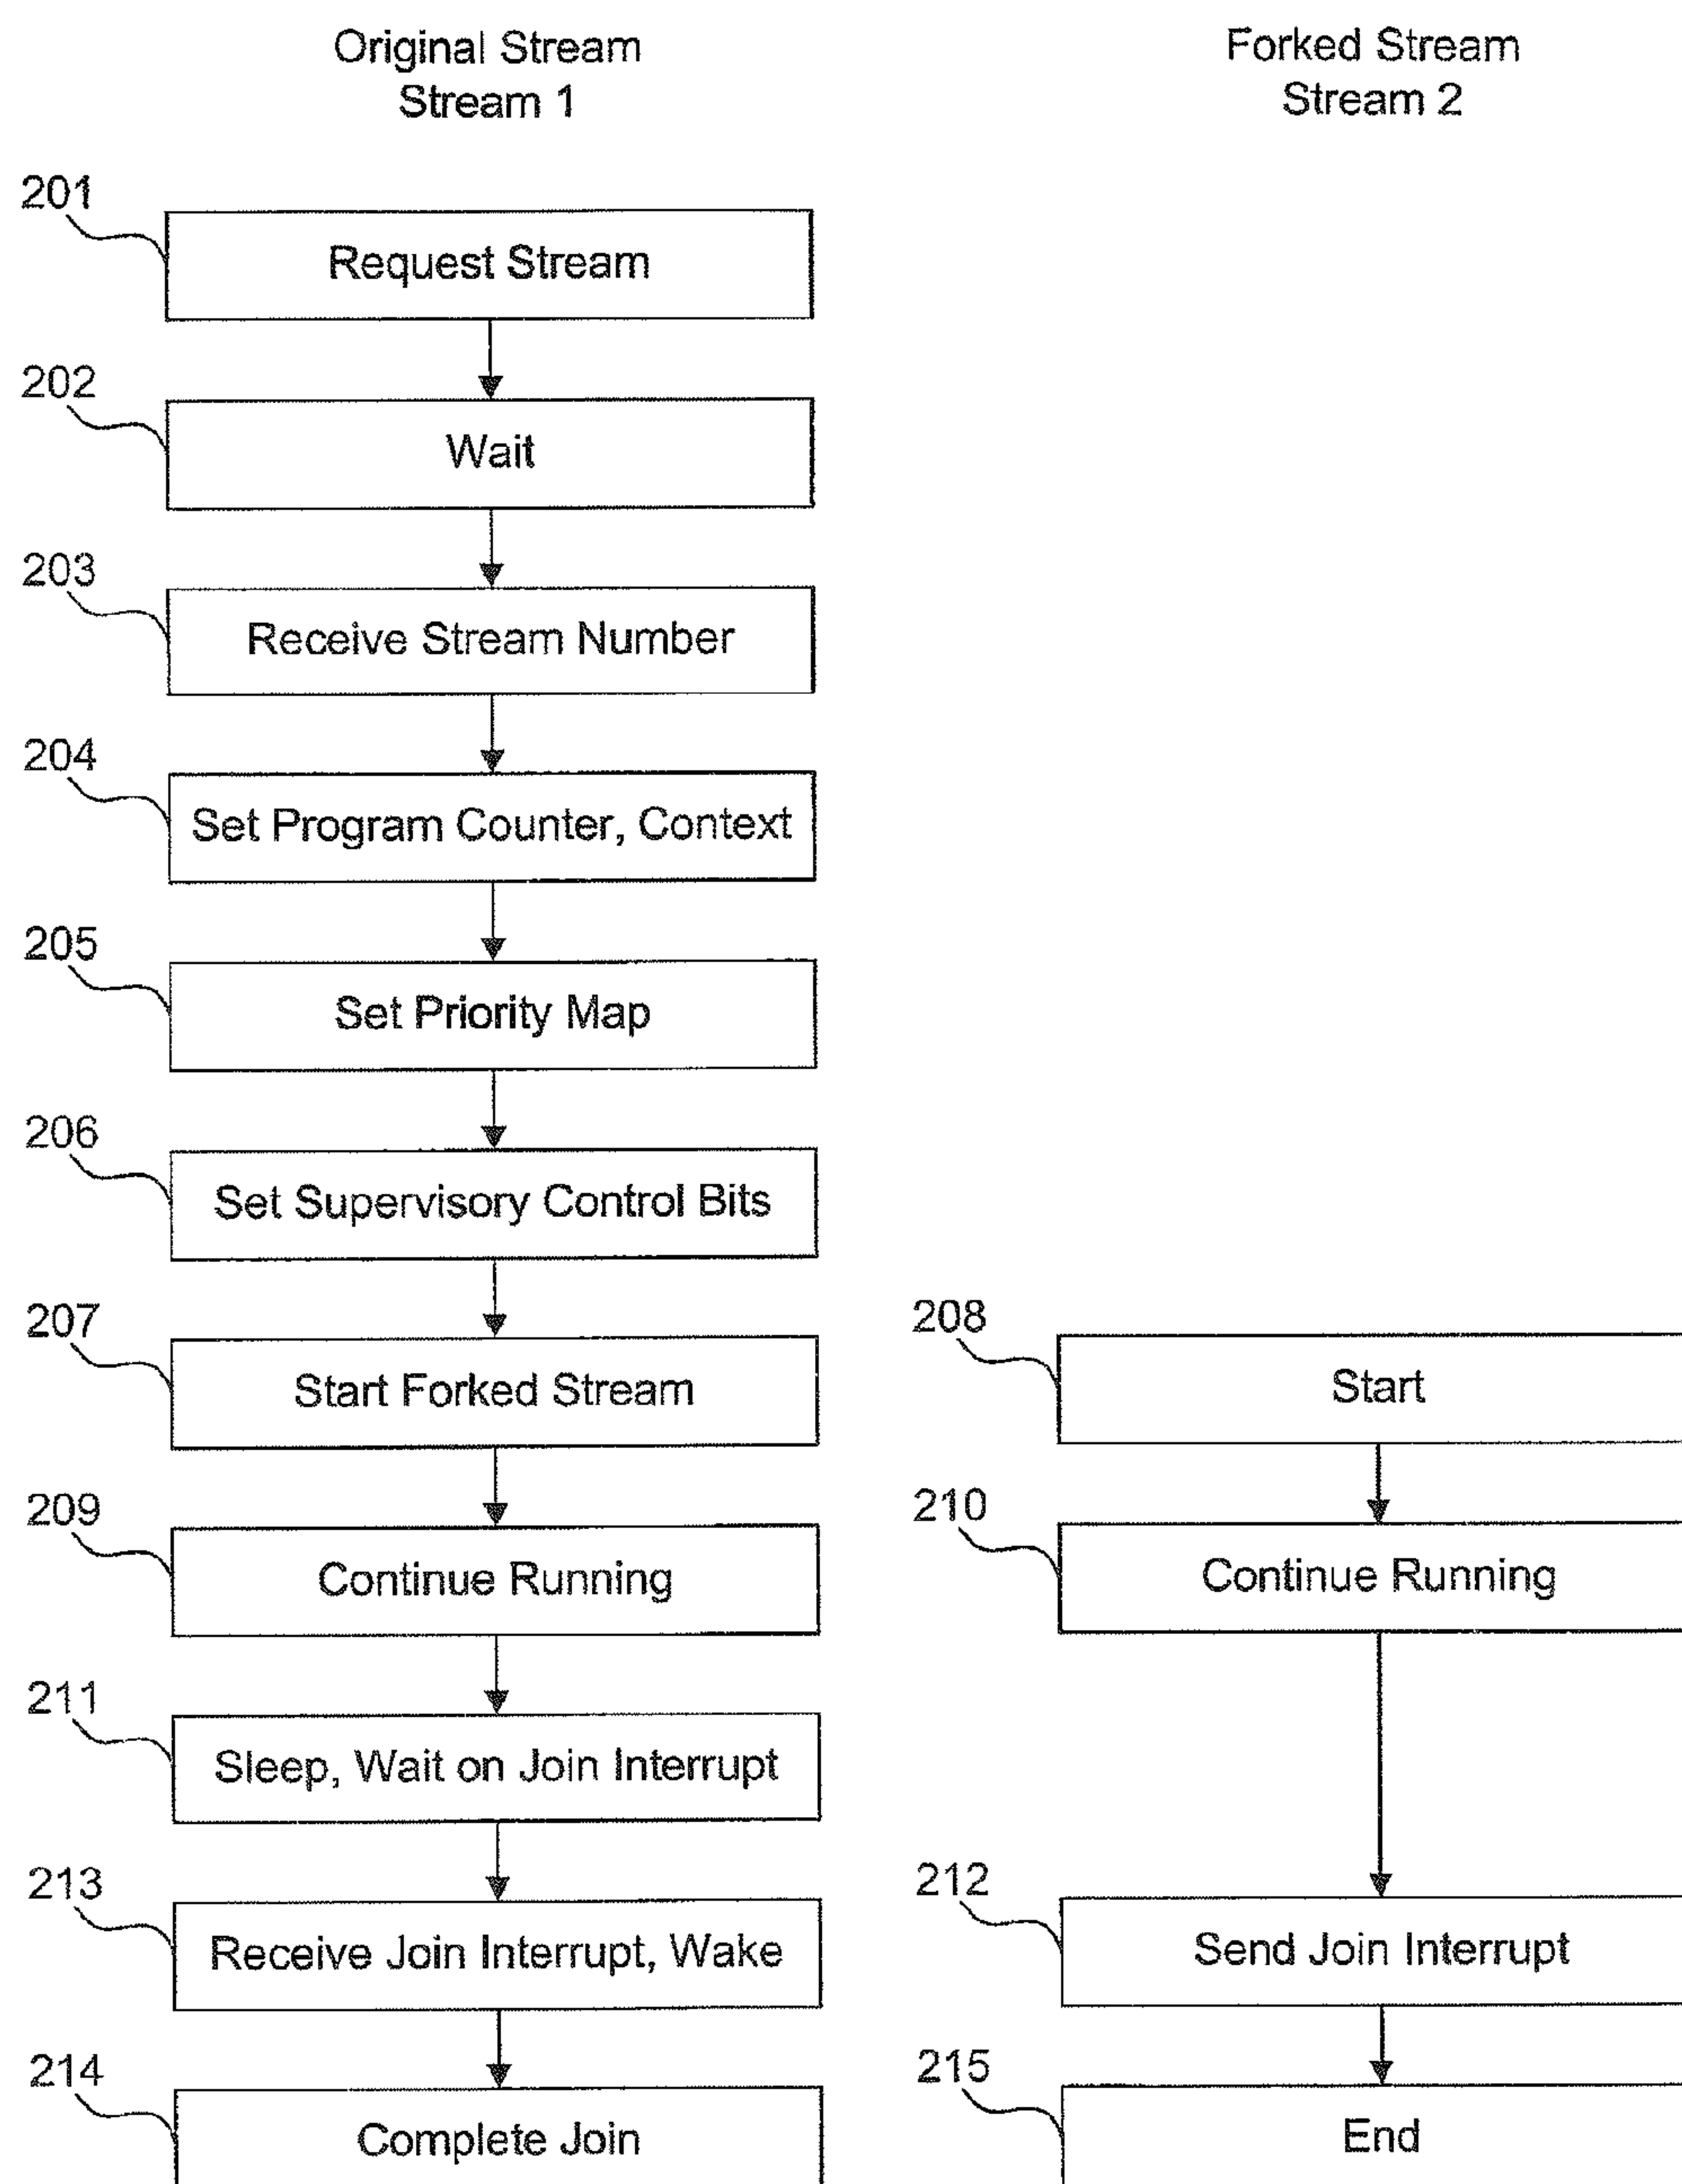 Original Stream
Stream 1
Forked Stream
Stream 2
201
Request Stream
202
Wait
203
Receive Stream Number
204
Set Program Counter, Context
205
Set Priority Map
206
Set Supervisory Control Bits
207
Start Forked Stream
208
Start
209
Continue Running
210
Continue Running
211
Sleep, Wait on Join Interrupt
213
Receive Join Interrupt, Wake
212
Send Join Interrupt
214
Complete Join
215
End